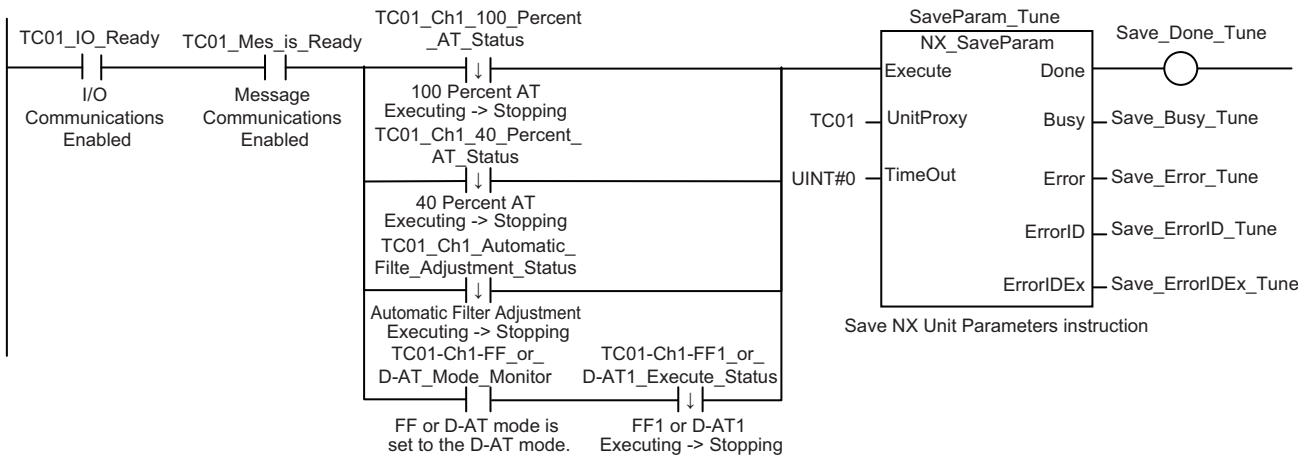 TC01_IO_Ready
I/O
Communications
Enabled
TC01_Mes_is_Ready
Message
Communications
Enabled
TC01_Ch1_100_Percent
_AT_Status
↓
100 Percent AT
Executing -> Stopping
TC01_Ch1_40_Percent_
AT_Status
↓
40 Percent AT
Executing -> Stopping
TC01_Ch1_Automatic_
Filte_Adjustment_Status
↓
Automatic Filter Adjustment
Executing -> Stopping
TC01-Ch1-FF_or_
D-AT_Mode_Monitor
FF or D-AT mode is
set to the D-AT mode.
TC01-Ch1-FF1_or_
D-AT1_Execute_Status
↓
FF1 or D-AT1
Executing -> Stopping
SaveParam_Tune
NX_SaveParam
Execute Done
Save_Done_Tune
TC01 UnitProxy Busy Save_Busy_Tune
UINT#0 TimeOut Error Save_Error_Tune
ErrorID Save_ErrorID_Tune
ErrorIDEx Save_ErrorIDEx_Tune
Save NX Unit Parameters instruction